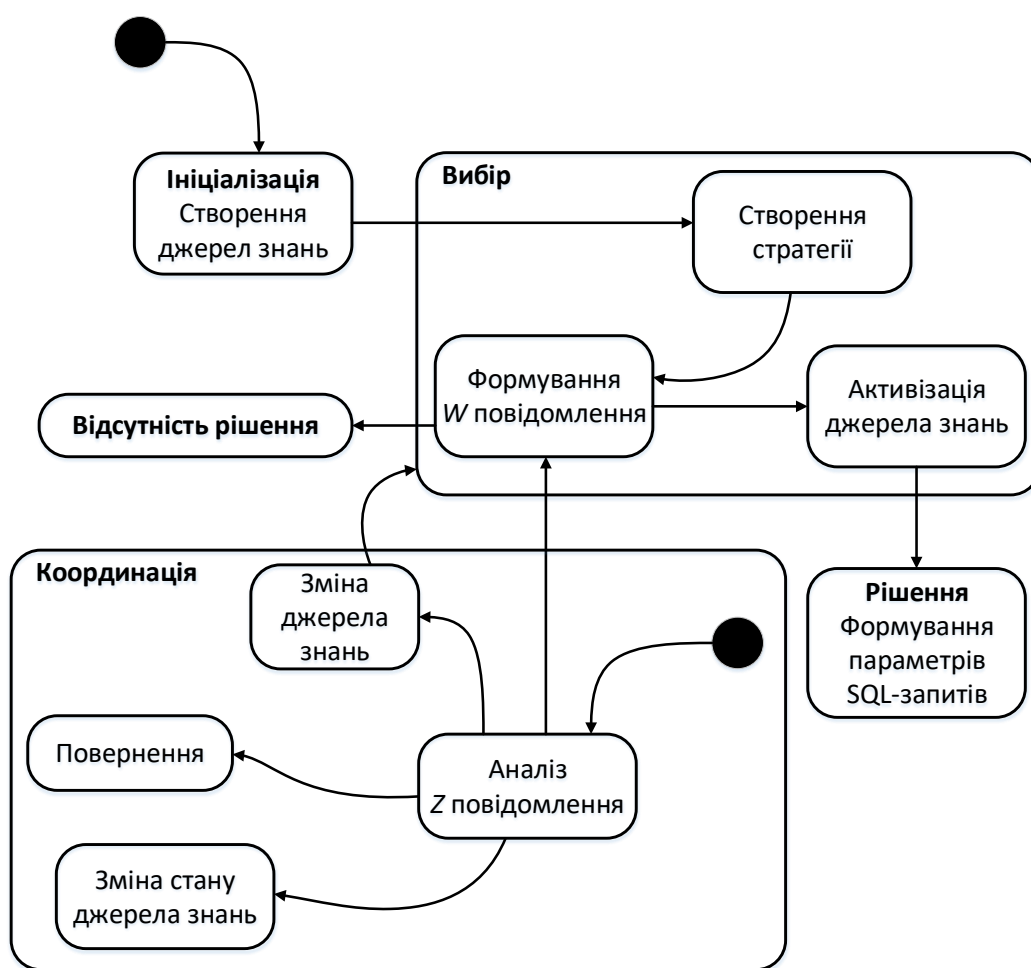 Ініціалізація
Створення
джерел знань
Вибір
Створення
стратегії
Формування
W повідомлення
Активізація
джерела знань
Відсутність рішення
Координація
Зміна
джерела
знань
Рішення
Формування
параметрів
SQL-запитів
Повернення
Аналіз
Z повідомлення
Зміна стану
джерела знань